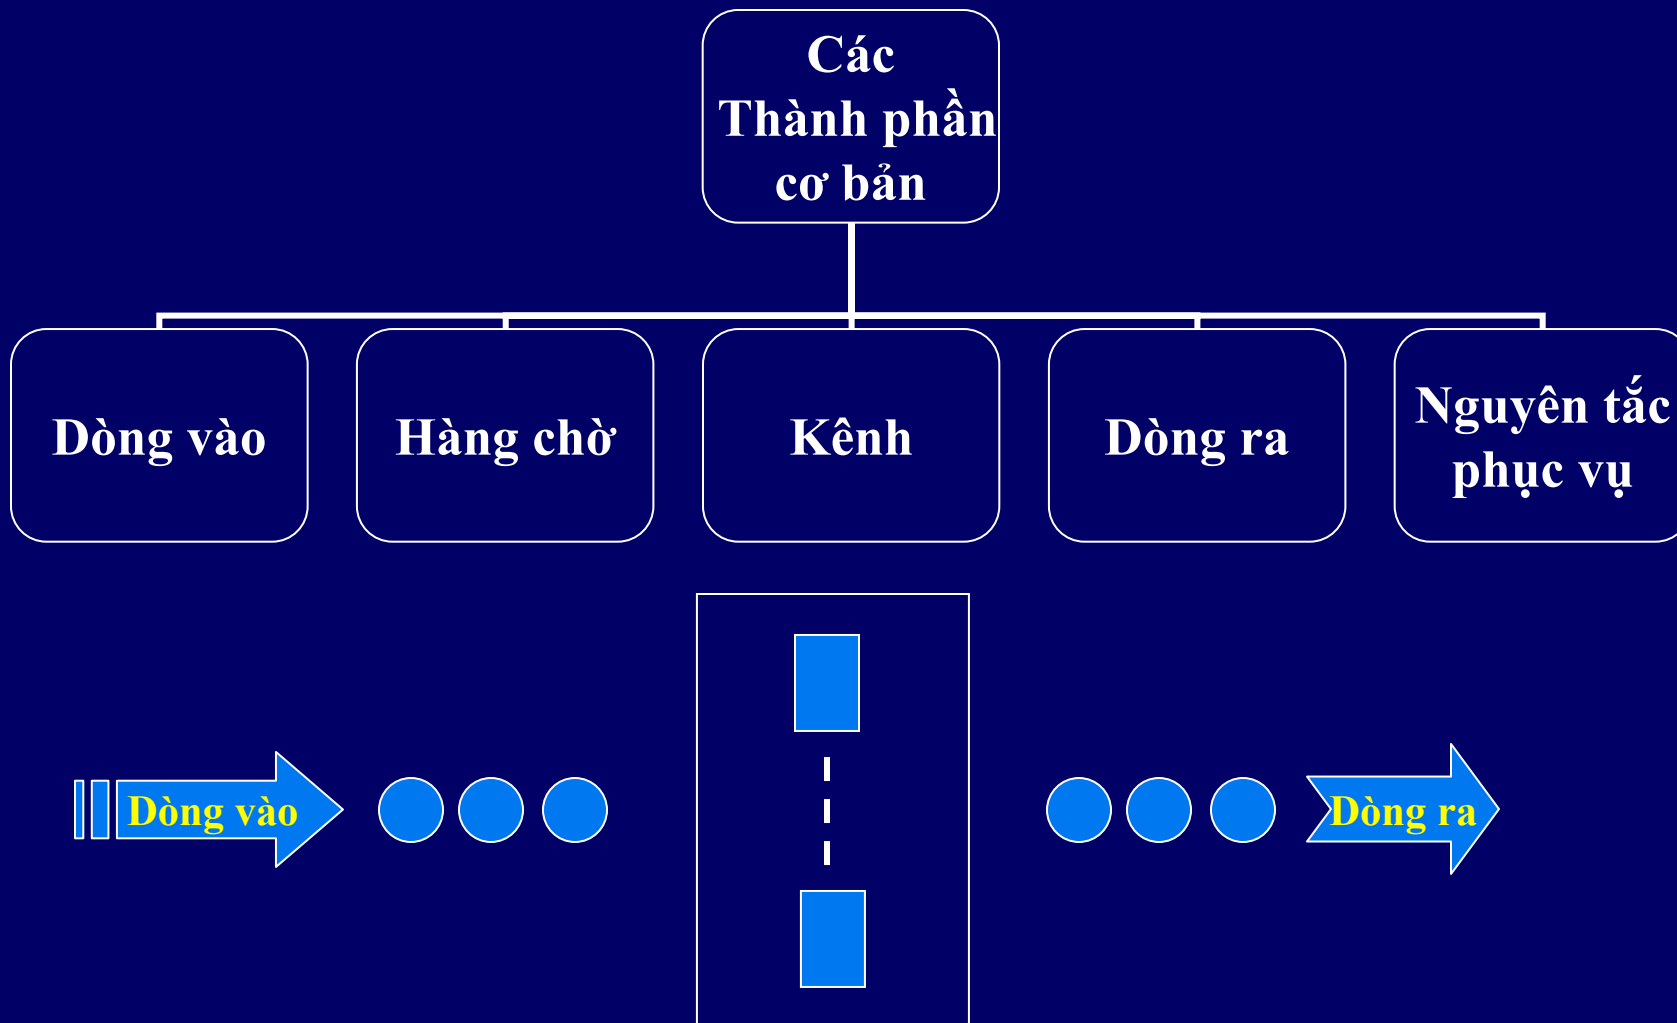 Các
Thành phần
cơ bản
Dòng vào
Hàng chờ
Kênh
Dòng ra
Nguyên tắc
phục vụ
Dòng vào
Dòng ra